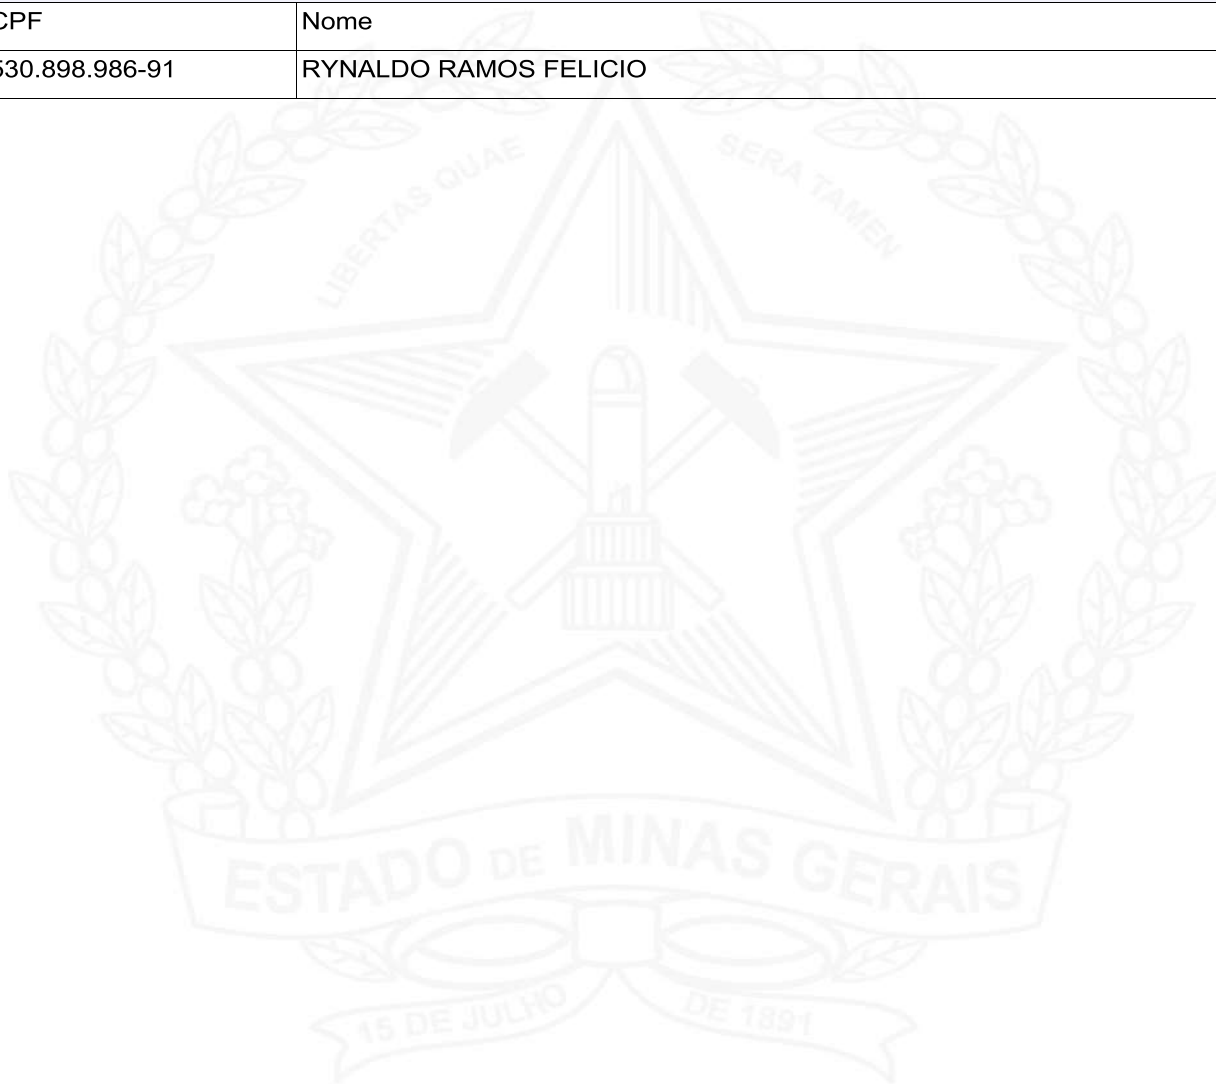 CPF Nome
530.898.986-91 RYNALDO RAMOS FELICIO
LIBERTAS QUAE SERA TAMEN
ESTADO DE MINAS GERAIS
15 DE JULHO DE 1891